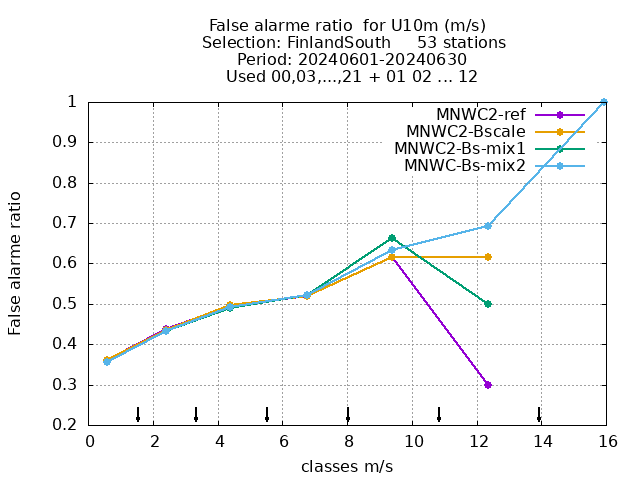 False alarme ratio  for U10m (m/s)
Selection: FinlandSouth     53 stations
Period: 20240601-20240630
Used 00,03,...,21 + 01 02 ... 12
MNWC2-ref
MNWC2-Bscale
MNWC2-Bs-mix1
MNWC-Bs-mix2
False alarme ratio
1
0.9
0.8
0.7
0.6
0.5
0.4
0.3
0.2
0 2 4 6 8 10 12 14 16
classes m/s